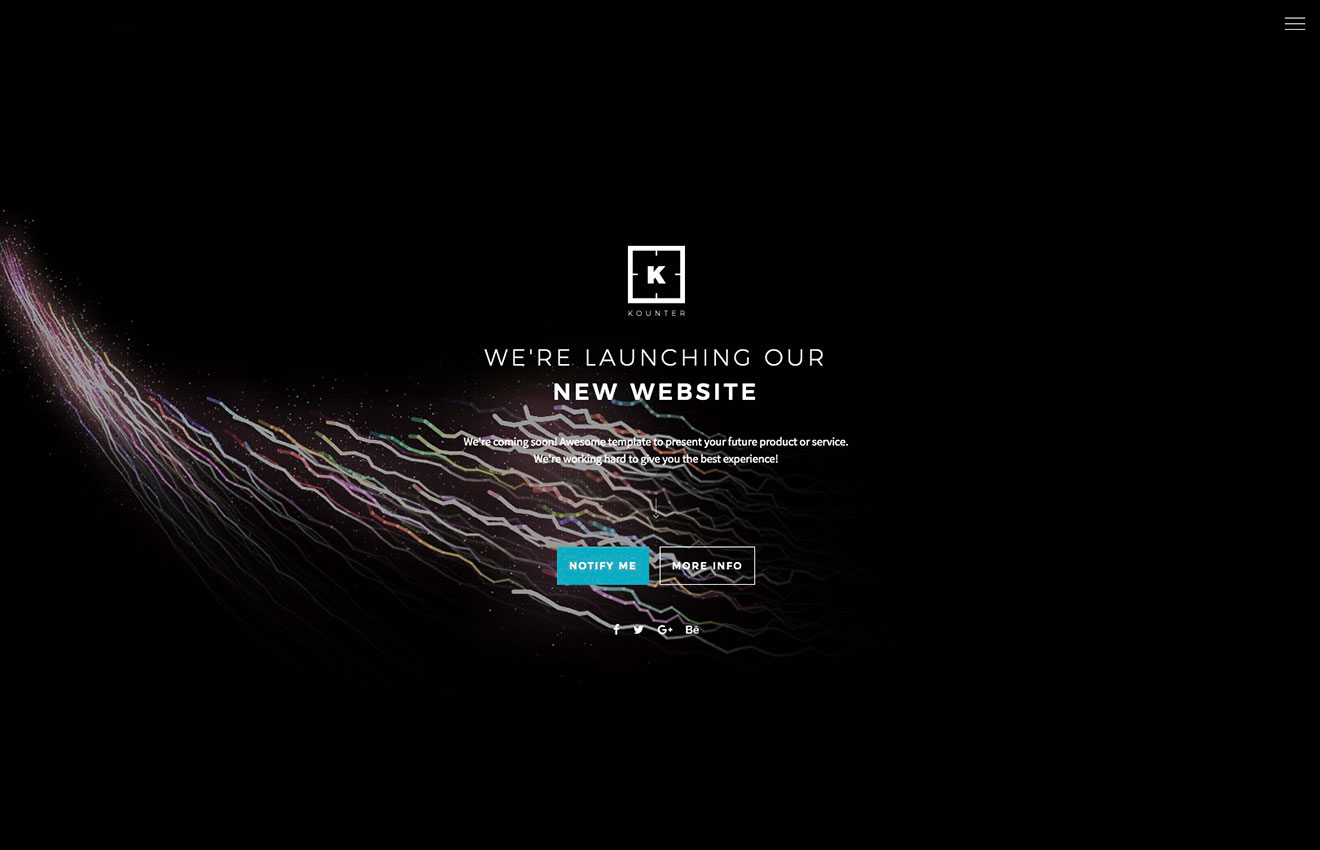 K
KOUNTER
WE'RE LAUNCHING OUR
NEW WEBSITE
We're coming soon! Awesome template to present your future product or service.
We're working hard to give you the best experience!
NOTIFY ME
MORE INFO
f G+ Bē